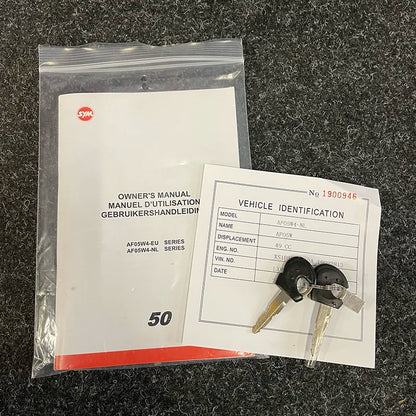 SYM
OWNER'S MANUAL
MANUEL D'UTILISATION
GEBRUIKERSHANDLEIDIN
AF05W4-EU SERIES
AF05W4-NL SERIES
50
No 1900946
VEHICLE IDENTIFICATION
MODEL AF05W4-NL
NAME AF05W
DISPLACEMENT 49 CC
ENG. NO.
VIN. NO.
DATE